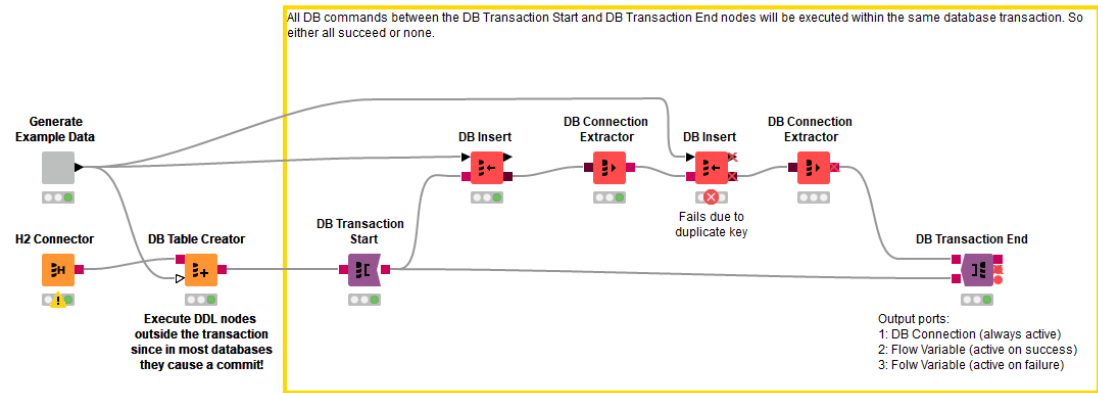 All DB commands between the DB Transaction Start and DB Transaction End nodes will be executed within the same database transaction. So
either all succeed or none.
Generate
Example Data
DB Insert
DB Connection
Extractor
DB Insert
DB Connection
Extractor
Fails due to
duplicate key
H2 Connector
DB Table Creator
DB Transaction
Start
DB Transaction End
Execute DDL nodes
outside the transaction
since in most databases
they cause a commit!
Output ports:
1: DB Connection (always active)
2: Flow Variable (active on success)
3: Folw Variable (active on failure)